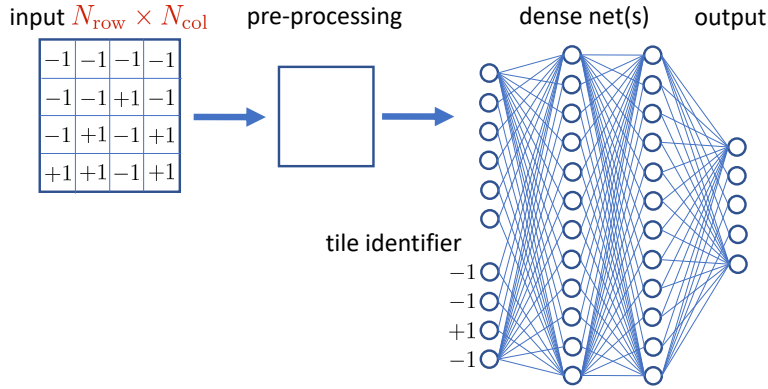 input N_row × N_col
pre-processing
dense net(s)
output
−1 −1 −1 −1
−1 −1 +1 −1
−1 +1 −1 +1
+1 +1 −1 +1
tile identifier
−1
−1
+1
−1